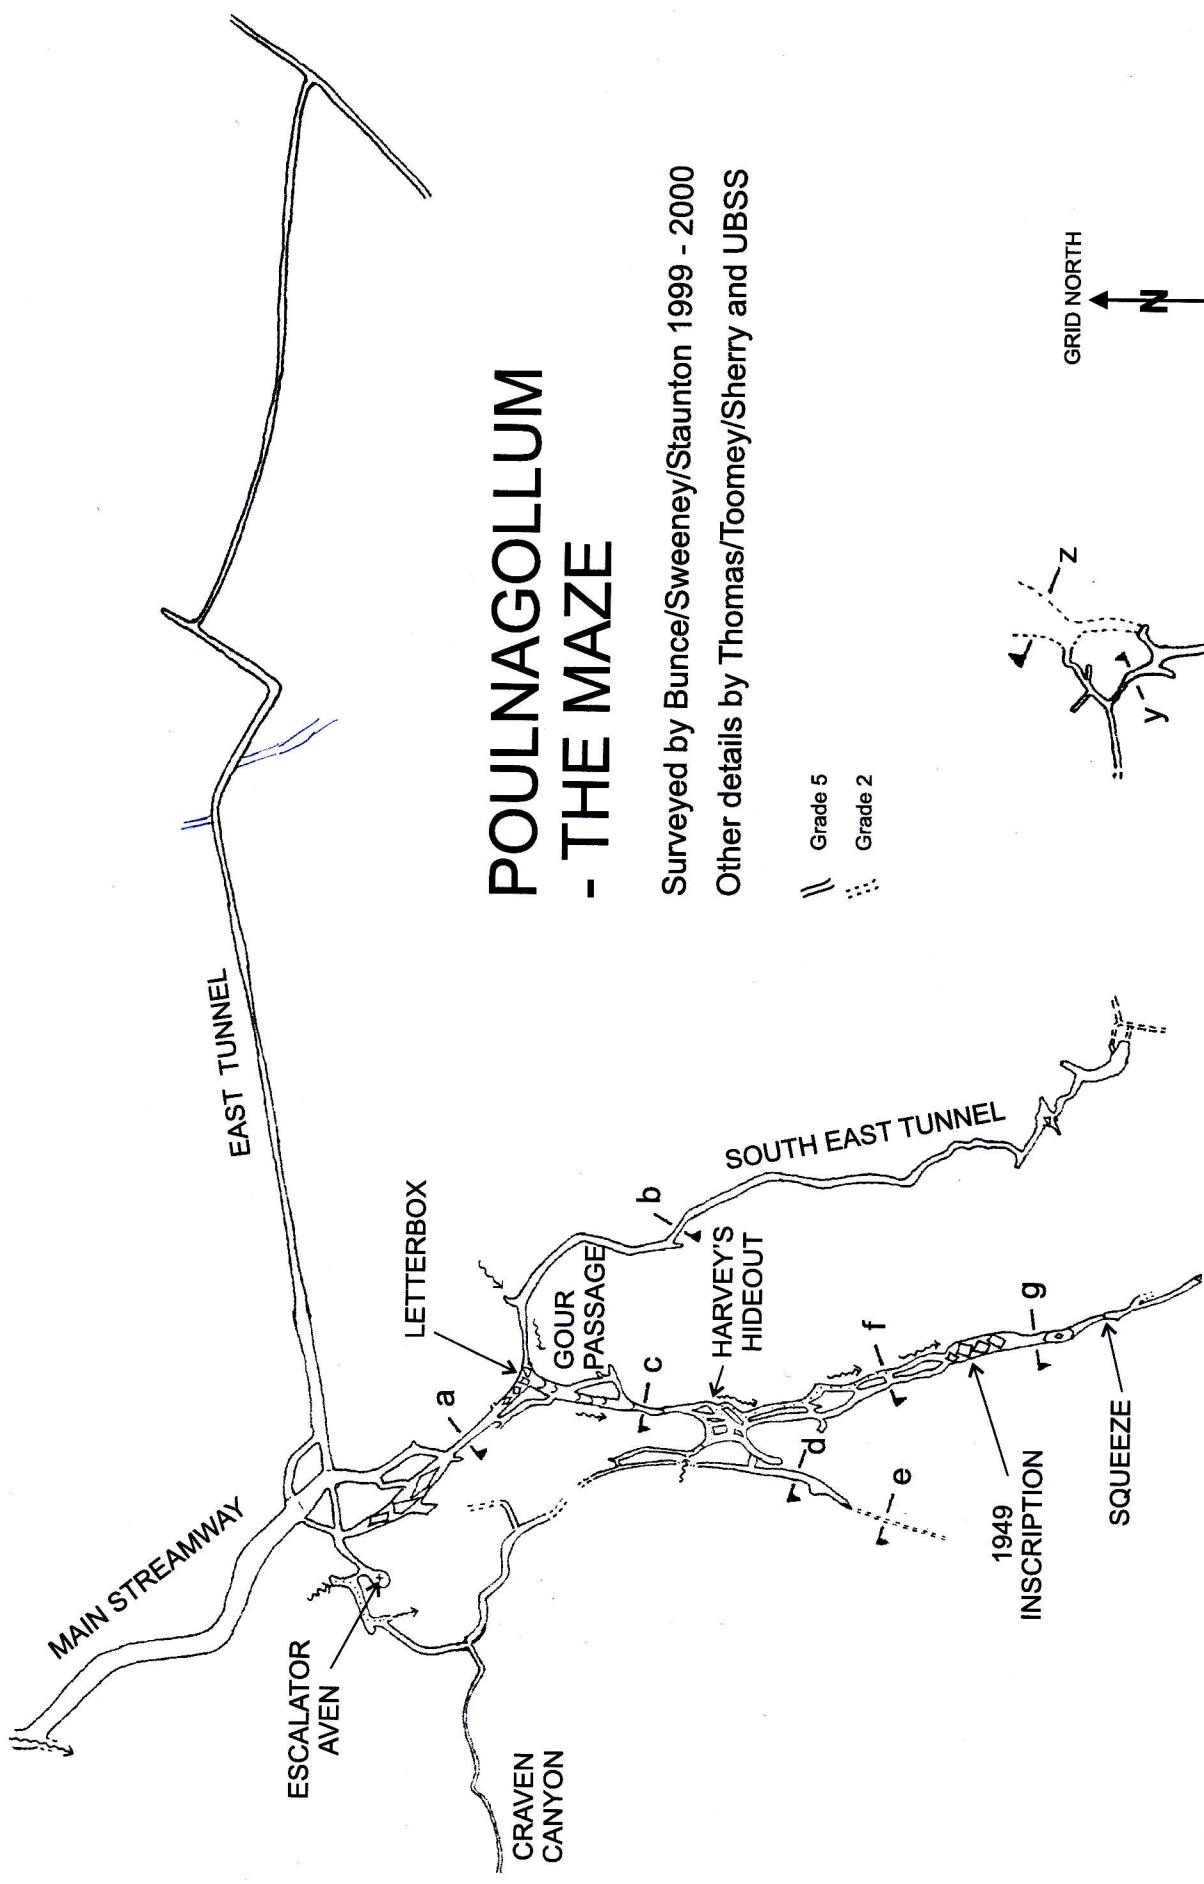 POULNAGOLLUM
- THE MAZE
Surveyed by Bunce/Sweeney/Staunton 1999 - 2000
Other details by Thomas/Toomey/Sherry and UBSS
Grade 5
Grade 2
GRID NORTH
N
MAIN STREAMWAY
EAST TUNNEL
ESCALATOR
AVEN
CRAVEN
CANYON
LETTERBOX
a
GOUR
PASSAGE
b
SOUTH EAST TUNNEL
c
HARVEY'S
HIDEOUT
d
e
f
g
1949
INSCRIPTION
SQUEEZE
y
z